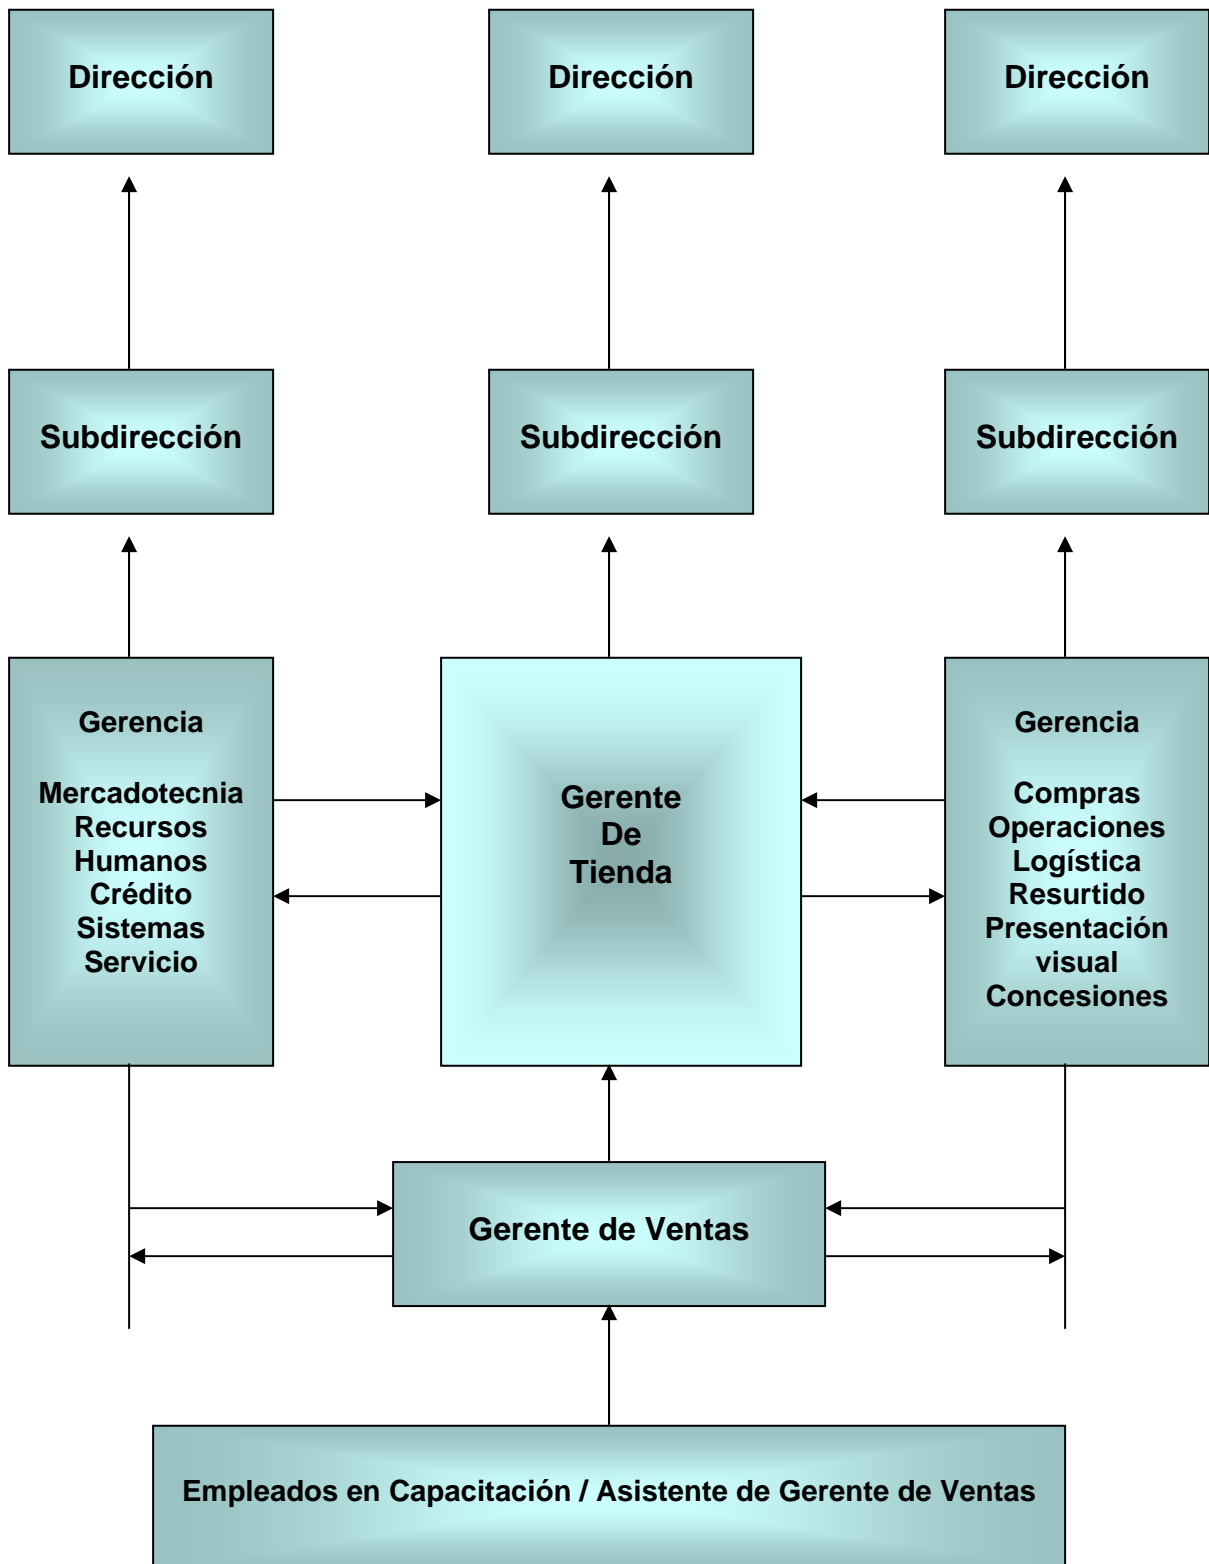 Dirección
Dirección
Dirección
Subdirección
Subdirección
Subdirección
Gerencia
Mercadotecnia
Recursos
Humanos
Crédito
Sistemas
Servicio
Gerente
De
Tienda
Gerencia
Compras
Operaciones
Logística
Resurtido
Presentación
visual
Concesiones
Gerente de Ventas
Empleados en Capacitación / Asistente de Gerente de Ventas